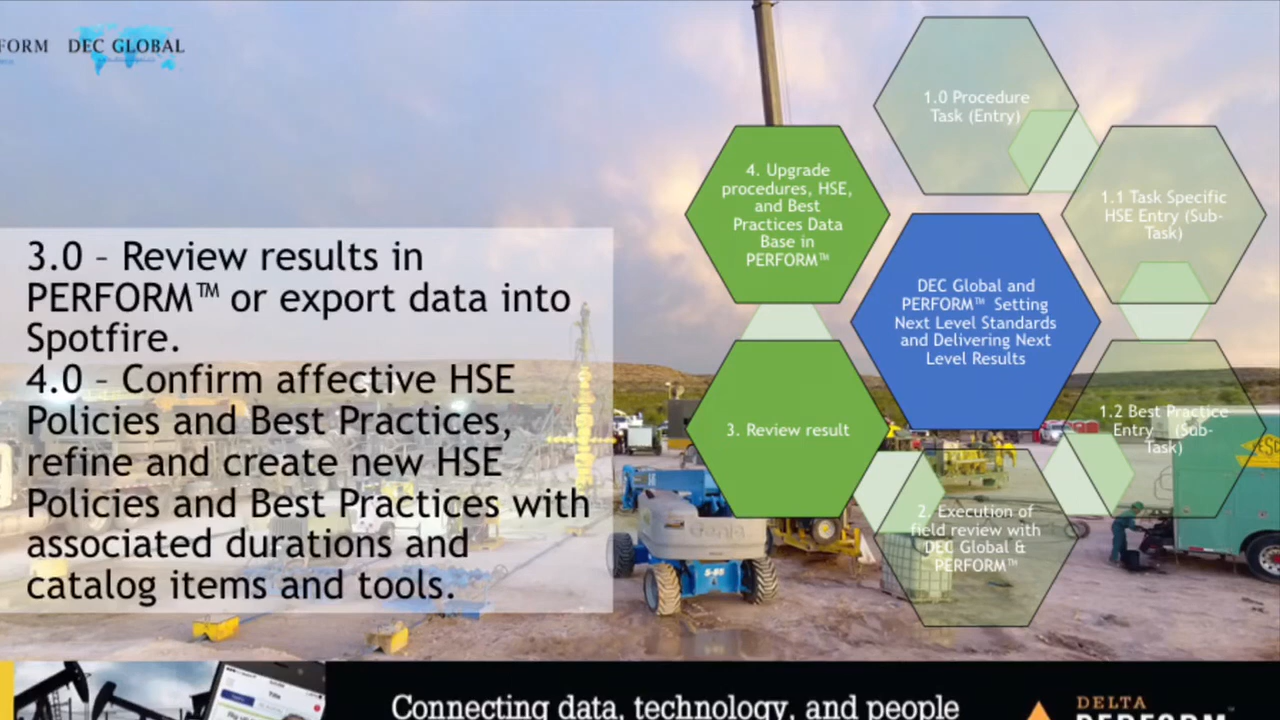 FORM DEC GLOBAL
3.0 – Review results in
PERFORM™ or export data into
Spotfire.
4.0 – Confirm affective HSE
Policies and Best Practices,
refine and create new HSE
Policies and Best Practices with
associated durations and
catalog items and tools.
1.0 Procedure
Task (Entry)
1.1 Task Specific
HSE Entry (Sub-
Task)
1.2 Best Practice
Entry (Sub-
Task)
2. Execution of
field review with
DEC Global &
PERFORM™
3. Review result
4. Upgrade
procedures, HSE,
and Best
Practices Data
Base in
PERFORM™
DEC Global and
PERFORM™ Setting
Next Level Standards
and Delivering Next
Level Results
S-85
Title
Connecting data, technology, and people
DELTA
PERFORM™